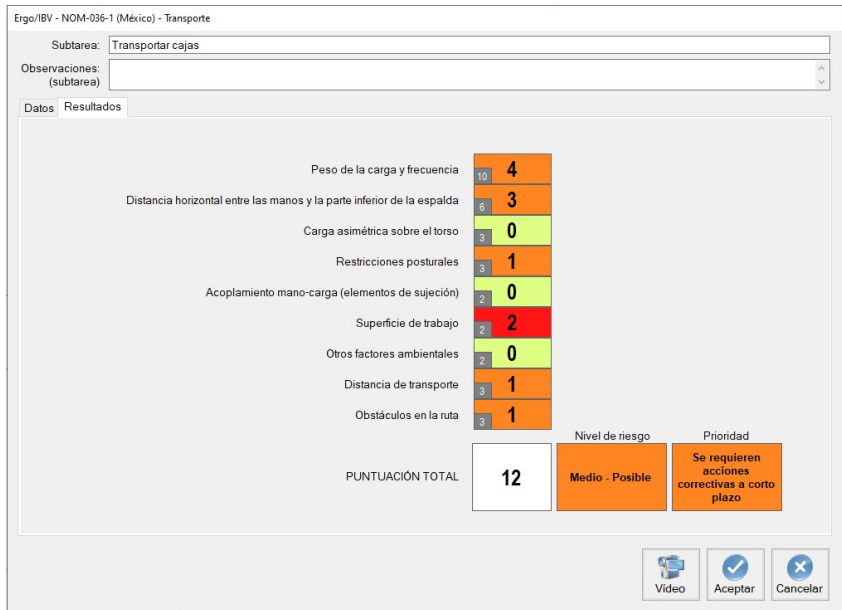 Ergo/IBV - NOM-036-1 (México) - Transporte
Subtarea: Transportar cajas
Observaciones:
(subtarea)
Datos Resultados
Peso de la carga y frecuencia 10 4
Distancia horizontal entre las manos y la parte inferior de la espalda 6 3
Carga asimétrica sobre el torso 3 0
Restricciones posturales 3 1
Acoplamiento mano-carga (elementos de sujeción) 2 0
Superficie de trabajo 2 2
Otros factores ambientales 2 0
Distancia de transporte 3 1
Obstáculos en la ruta 3 1
Nivel de riesgo Prioridad
PUNTUACIÓN TOTAL 12 Medio - Posible Se requieren
acciones
correctivas a corto
plazo
Vídeo Aceptar Cancelar